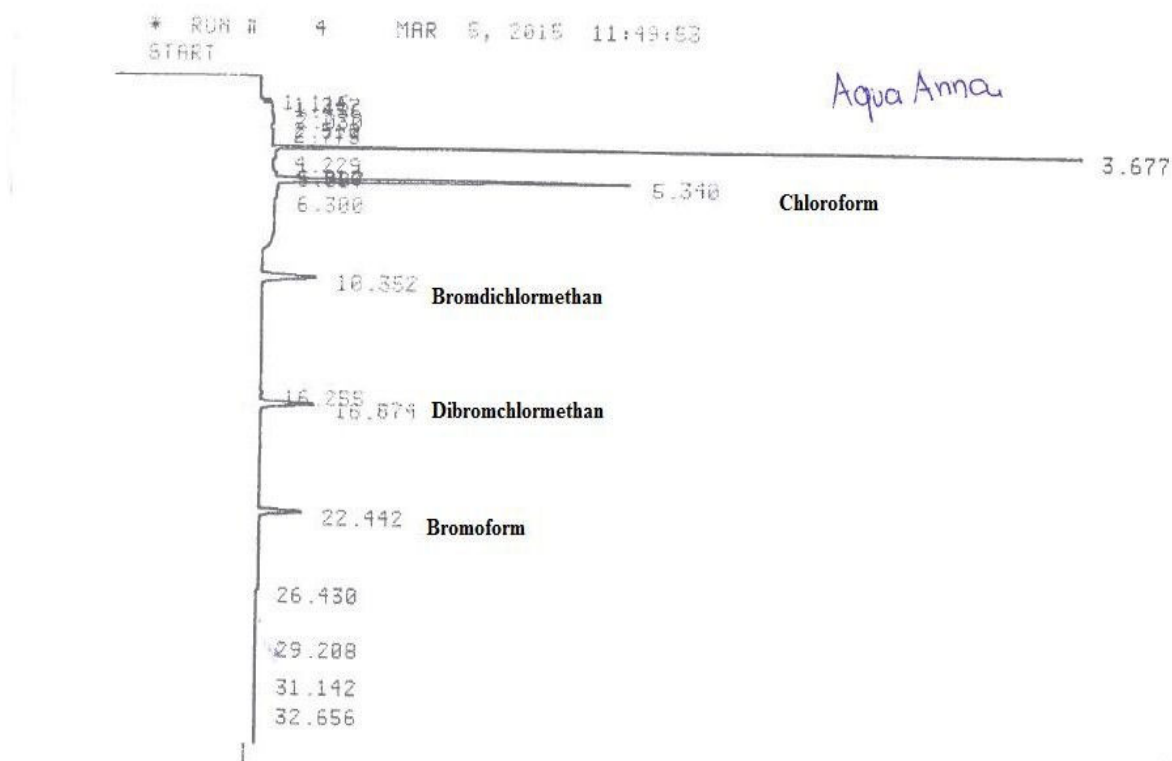 * RUN # 4 MAR 5, 2015 11:49:53
START
Aqua Anna
3.677
4.229
5.340
Chloroform
6.300
10.352 Bromdichlormethan
16.255
16.874 Dibromchlormethan
22.442 Bromoform
26.430
29.208
31.142
32.656